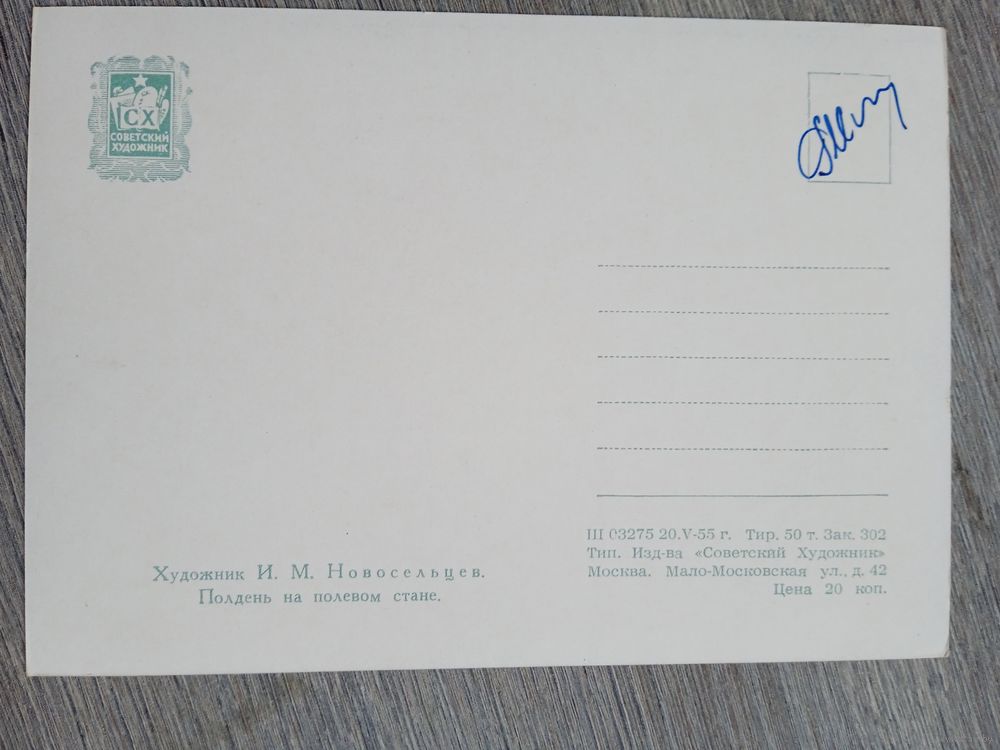 СХ
СОВЕТСКИЙ
ХУДОЖНИК
Художник И. М. Новосельцев.
Полдень на полевом стане.
Ш 03275 20.V-55 г. Тир. 50 т. Зак. 302
Тип. Изд-ва «Советский Художник»
Москва. Мало-Московская ул., д. 42
Цена 20 коп.